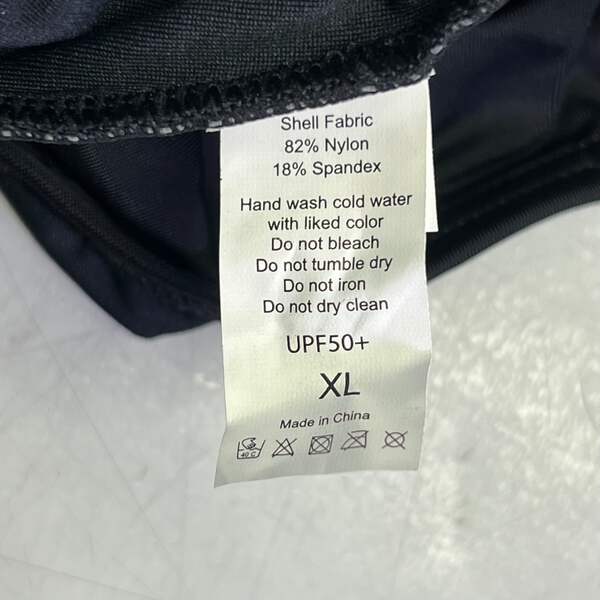 Shell Fabric
82% Nylon
18% Spandex
Hand wash cold water
with liked color
Do not bleach
Do not tumble dry
Do not iron
Do not dry clean
UPF50+
XL
Made in China
40 C